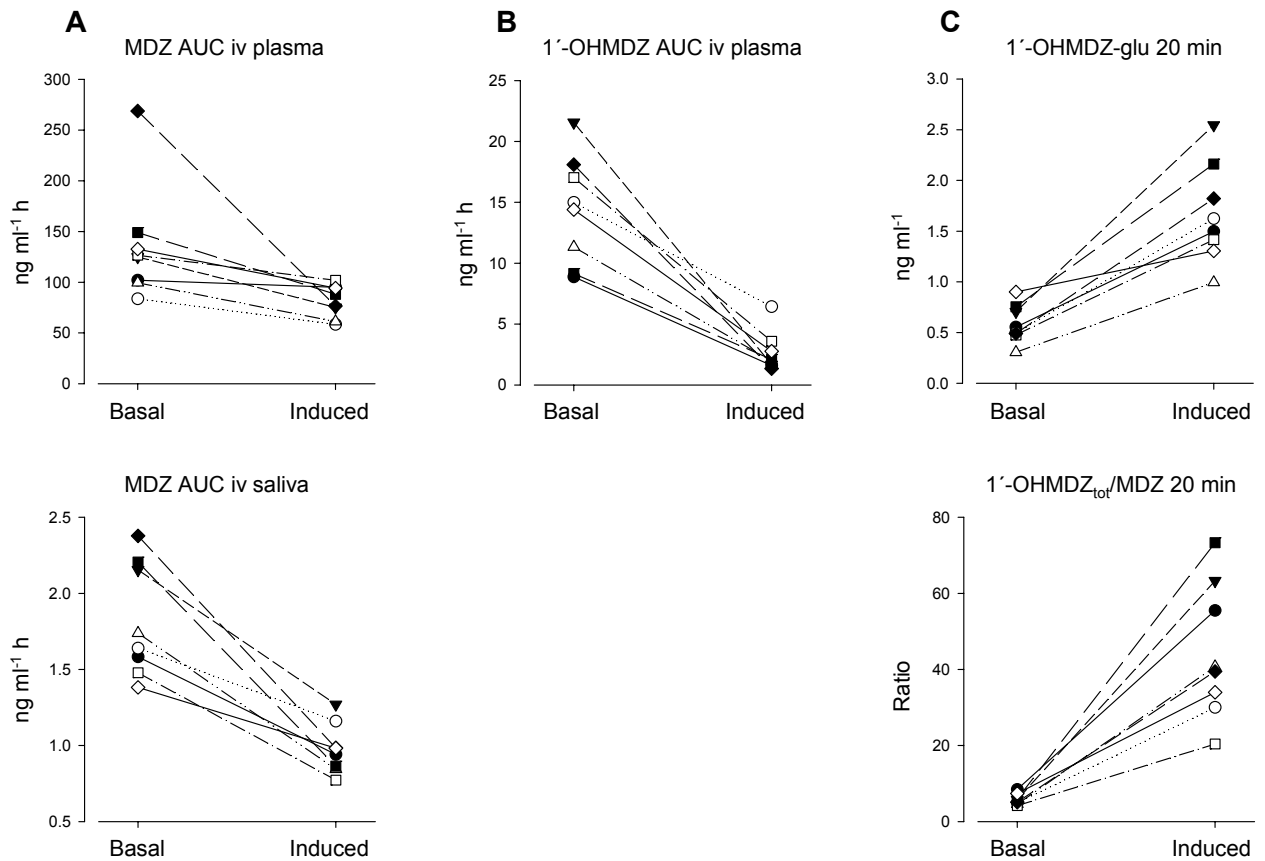 A
MDZ AUC iv plasma
ng ml-1 h
300
250
200
150
100
50
0
Basal
Induced
B
1´-OHMDZ AUC iv plasma
ng ml-1 h
25
20
15
10
5
0
Basal
Induced
C
1´-OHMDZ-glu 20 min
ng ml-1
3.0
2.5
2.0
1.5
1.0
0.5
0.0
Basal
Induced
MDZ AUC iv saliva
ng ml-1 h
2.5
2.0
1.5
1.0
0.5
Basal
Induced
1´-OHMDZtot/MDZ 20 min
Ratio
80
60
40
20
0
Basal
Induced